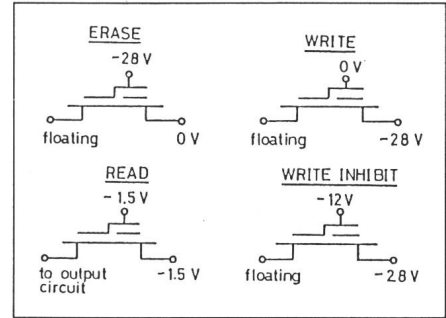 ERASE
-28 V
floating
0 V
WRITE
0 V
floating
-28 V
READ
-1.5 V
to output
circuit
-1.5 V
WRITE INHIBIT
-12 V
floating
-28 V